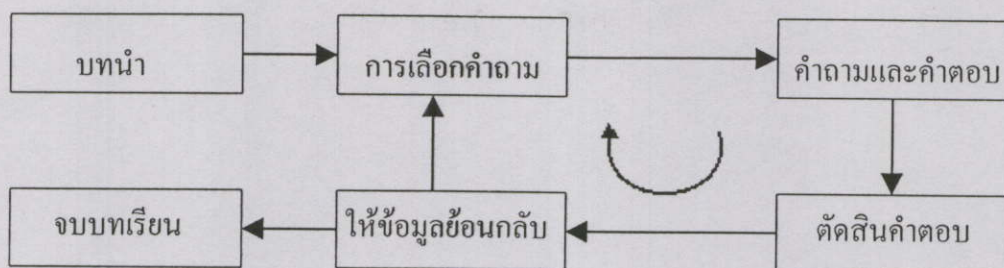 บทนำ
การเลือกคำถาม
คำถามและคำตอบ
จบบทเรียน
ให้ข้อมูลย้อนกลับ
ตัดสินคำตอบ